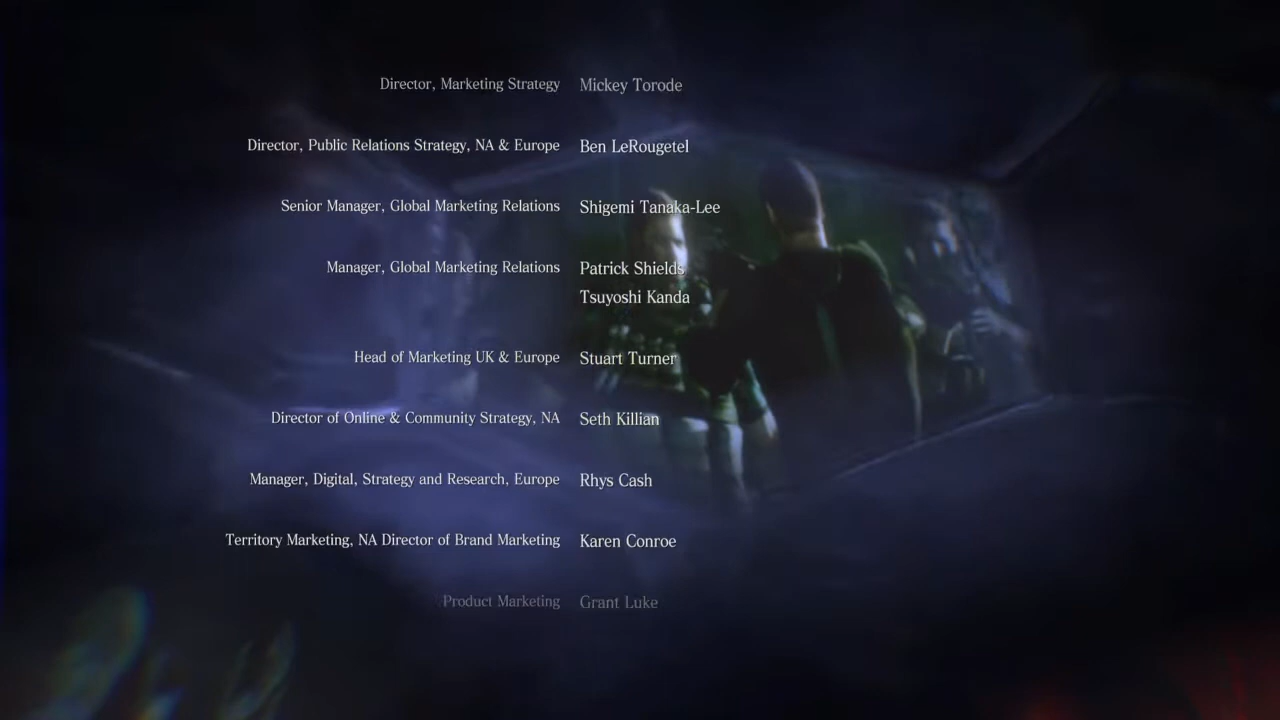 Director, Marketing Strategy Mickey Torode
Director, Public Relations Strategy, NA & Europe Ben LeRougetel
Senior Manager, Global Marketing Relations Shigemi Tanaka-Lee
Manager, Global Marketing Relations Patrick Shields
Tsuyoshi Kanda
Head of Marketing UK & Europe Stuart Turner
Director of Online & Community Strategy, NA Seth Killian
Manager, Digital, Strategy and Research, Europe Rhys Cash
Territory Marketing, NA Director of Brand Marketing Karen Conroe
Product Marketing Grant Luke